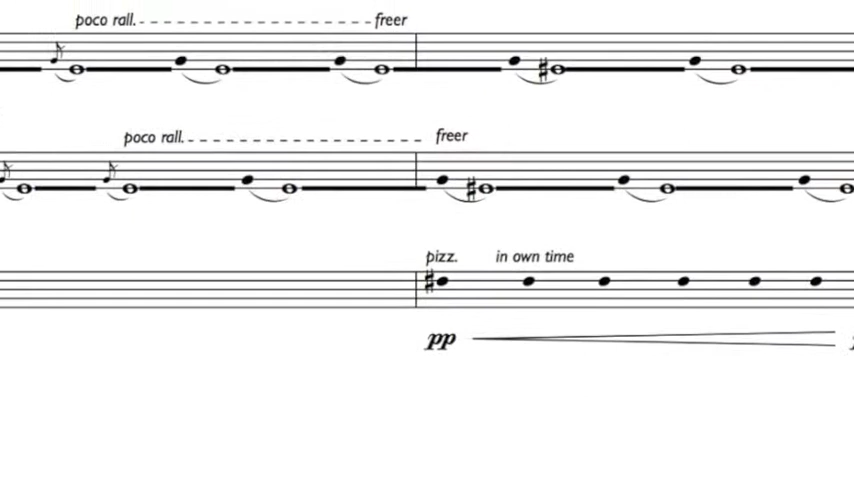 poco rall. freer
poco rall. freer
pizz. in own time
pp